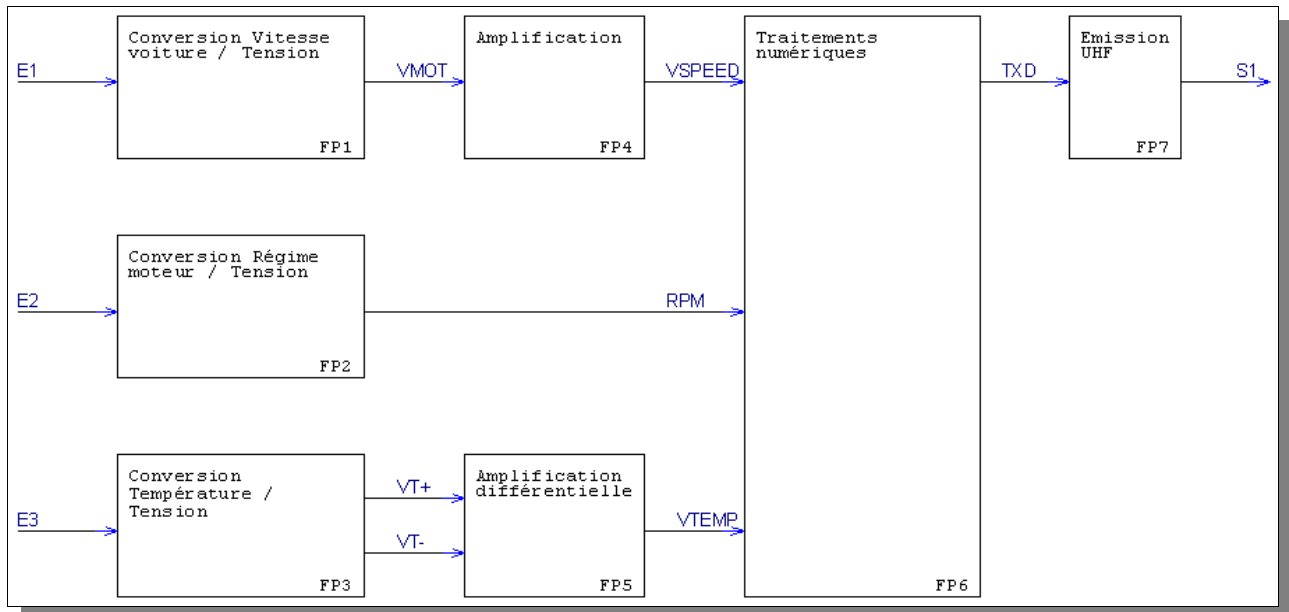 Conversion Vitesse
voiture / Tension
Amplification
Traitements
numériques
Emission
UHF
E1
VMOT
VSPEED
TXD
S1
FP1
FP4
FP7
Conversion Régime
moteur / Tension
E2
RPM
FP2
Conversion
Température /
Tension
Amplification
différentielle
VT+
E3
VTEMP
VT-
FP3
FP5
FP6